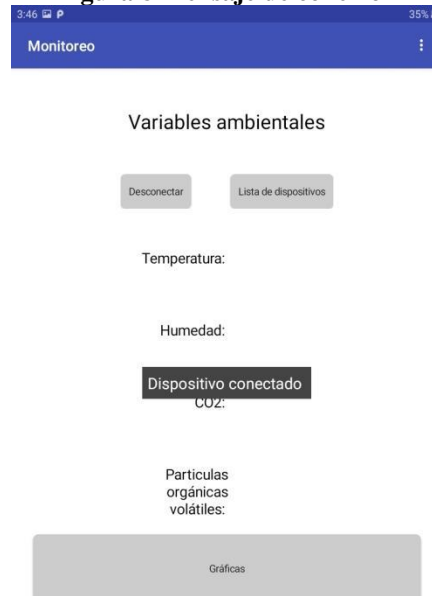 3:46 P 35%
Monitoreo
Variables ambientales
Desconectar Lista de dispositivos
Temperatura:
Humedad:
Dispositivo conectado
CO2:
Particulas
orgánicas
volátiles:
Gráficas